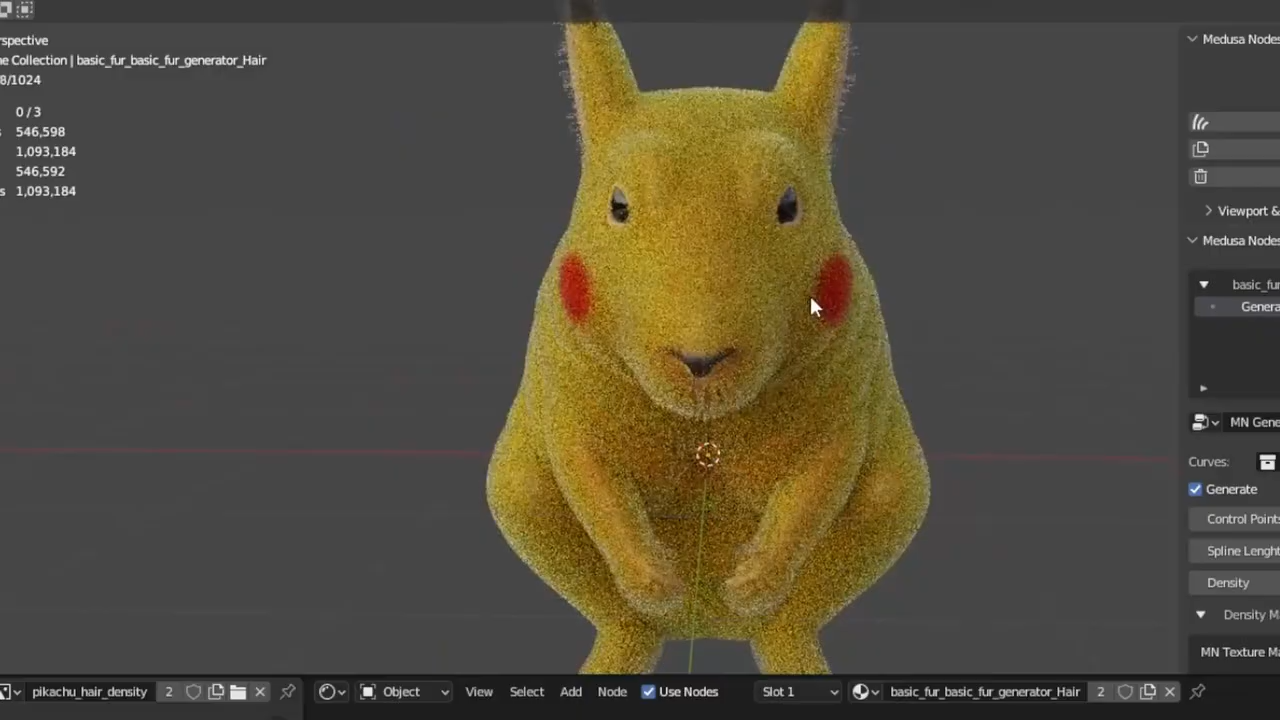 rspective
e Collection | basic_fur_basic_fur_generator_Hair
8/1024
0 / 3
s 546,598
1,093,184
546,592
s 1,093,184
Medusa Nodes
Viewport &
Medusa Nodes
basic_fur
Genera
MN Gene
Curves:
Generate
Control Points
Spline Lenght
Density
Density M
MN Texture Ma
pikachu_hair_density 2
Object View Select Add Node Use Nodes Slot 1 basic_fur_basic_fur_generator_Hair 2